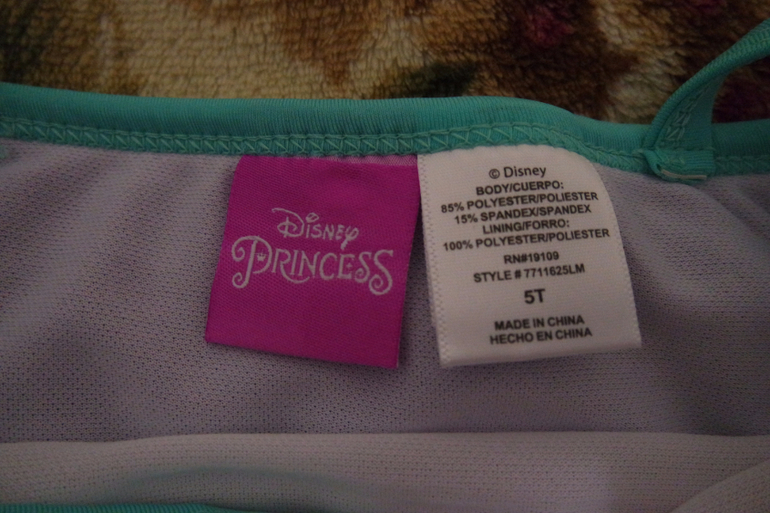 Disney
PRINCESS
© Disney
BODY/CUERPO:
85% POLYESTER/POLIESTER
15% SPANDEX/SPANDEX
LINING/FORRO:
100% POLYESTER/POLIESTER
RN#19109
STYLE # 7711625LM
5T
MADE IN CHINA
HECHO EN CHINA